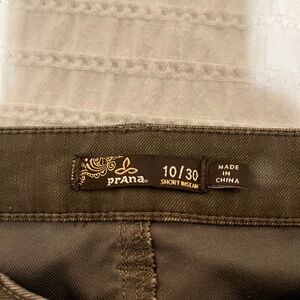 prAna
10/30
SHORT INSEAM
MADE
IN
CHINA